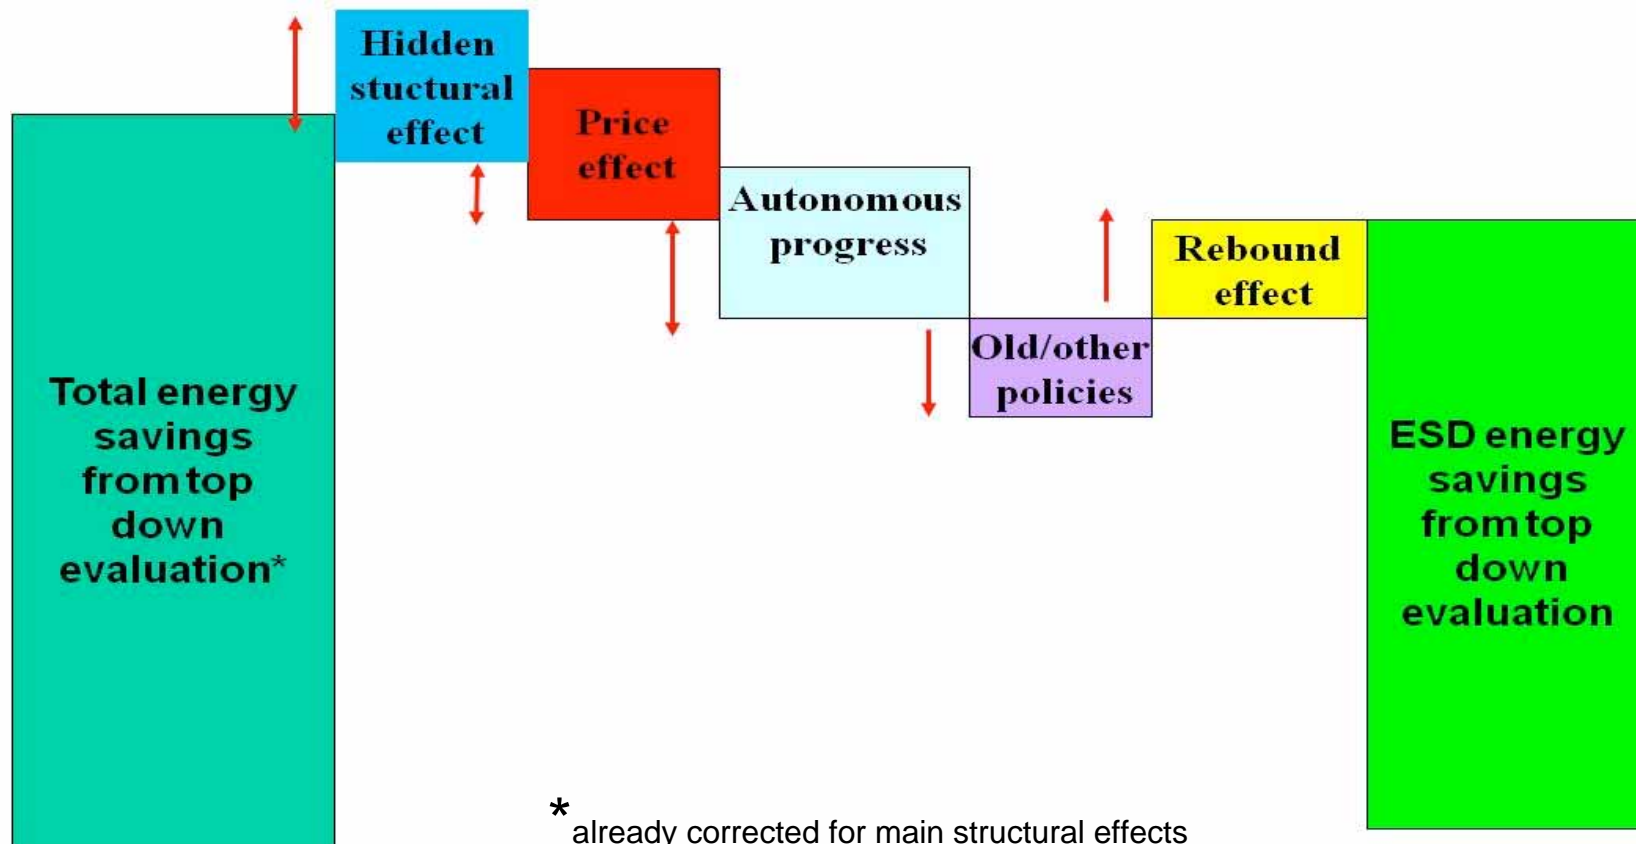 Hidden
stuctural
effect
Price
effect
Autonomous
progress
Rebound
effect
Old/other
policies
Total energy
savings
from top
down
evaluation*
ESD energy
savings
from top
down
evaluation
* already corrected for main structural effects